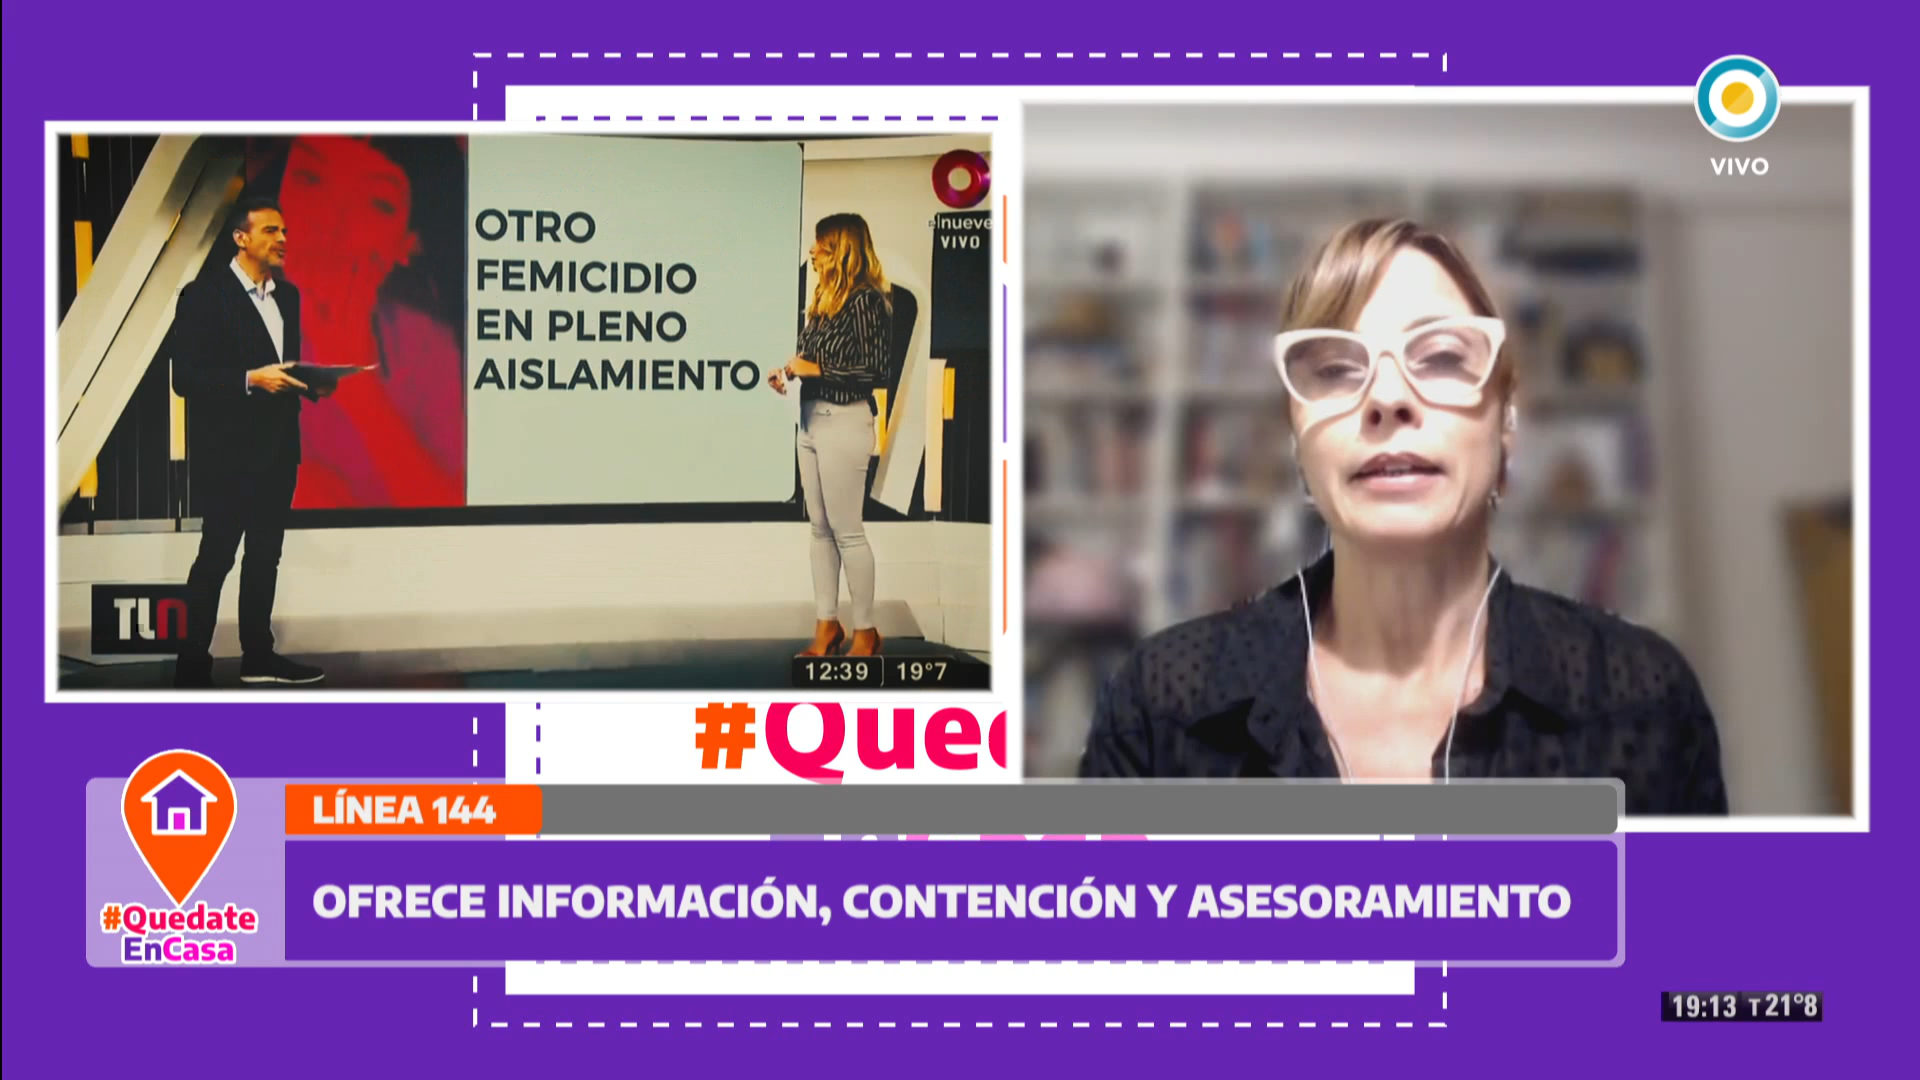 VIVO
OTRO
FEMICIDIO
EN PLENO
AISLAMIENTO
elnueve
VIVO
TLN
12:39 19°7
#Que
LÍNEA 144
OFRECE INFORMACIÓN, CONTENCIÓN Y ASESORAMIENTO
#Quedate
EnCasa
19:13 T 21°8